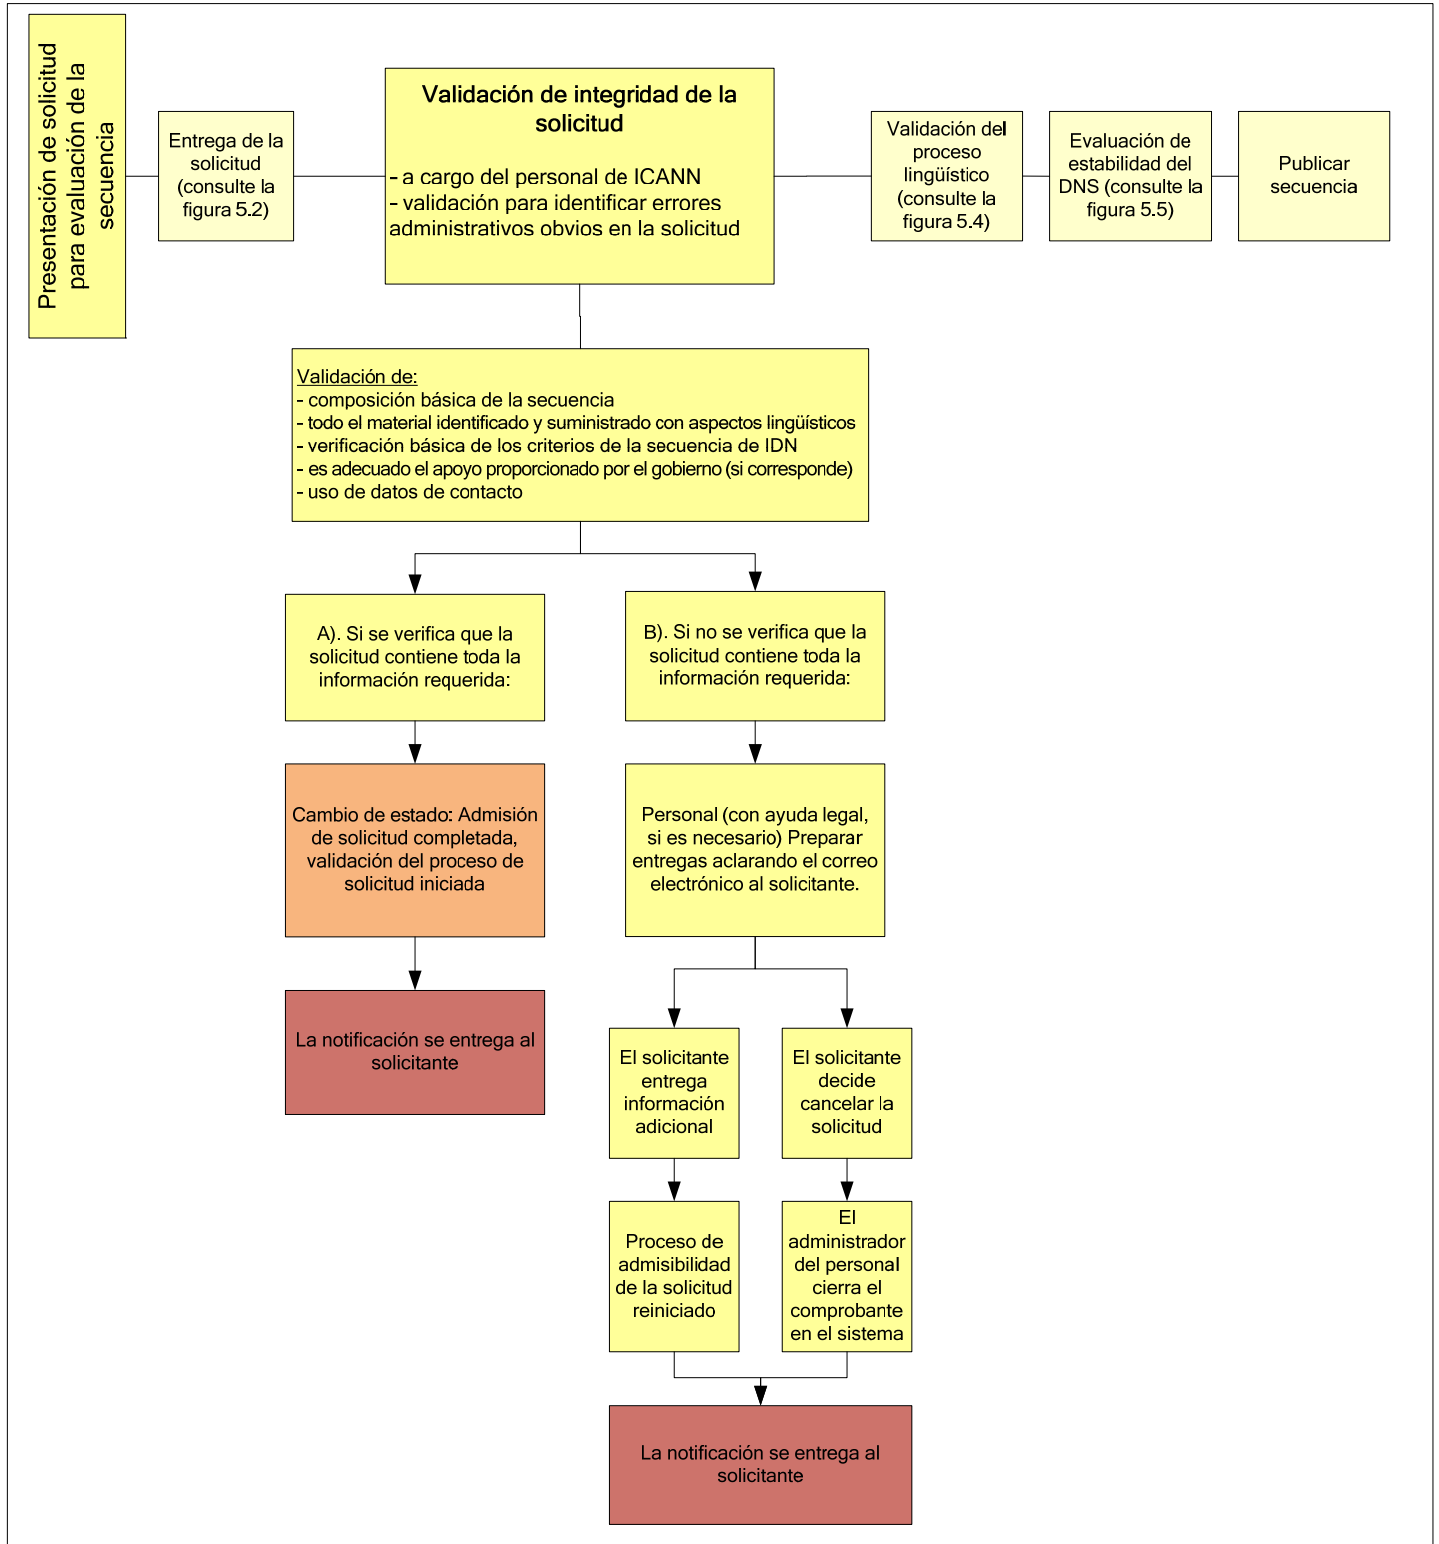 Presentación de solicitud
para evaluación de la
secuencia
Entrega de la
solicitud
(consulte la
figura 5.2)
Validación de integridad de la
solicitud
- a cargo del personal de ICANN
- validación para identificar errores
administrativos obvios en la solicitud
Validación del
proceso
lingüístico
(consulte la
figura 5.4)
Evaluación de
estabilidad del
DNS (consulte la
figura 5.5)
Publicar
secuencia
Validación de:
- composición básica de la secuencia
- todo el material identificado y suministrado con aspectos lingüísticos
- verificación básica de los criterios de la secuencia de IDN
- es adecuado el apoyo proporcionado por el gobierno (si corresponde)
- uso de datos de contacto
A). Si se verifica que la
solicitud contiene toda la
información requerida:
B). Si no se verifica que la
solicitud contiene toda la
información requerida:
Cambio de estado: Admisión
de solicitud completada,
validación del proceso de
solicitud iniciada
Personal (con ayuda legal,
si es necesario) Preparar
entregas aclarando el correo
electrónico al solicitante.
La notificación se entrega al
solicitante
El solicitante
entrega
información
adicional
El solicitante
decide
cancelar la
solicitud
Proceso de
admisibilidad
de la solicitud
reiniciado
El
administrador
del personal
cierra el
comprobante
en el sistema
La notificación se entrega al
solicitante